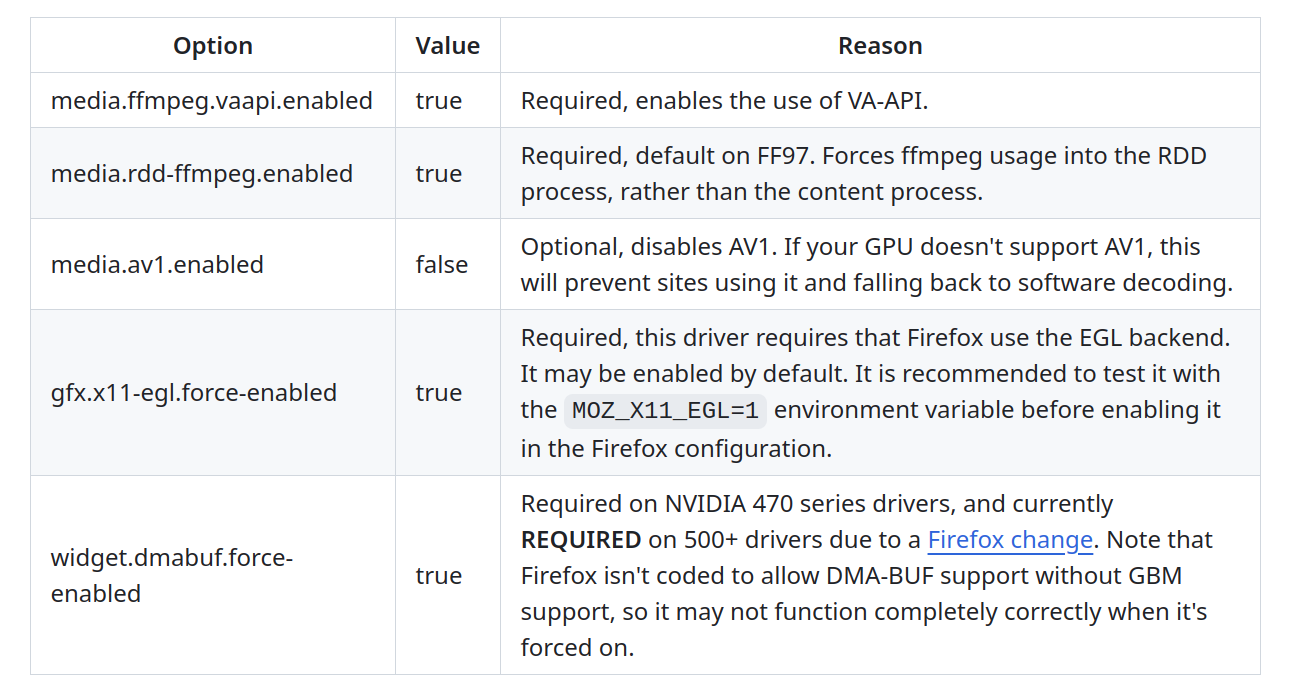 Option Value Reason
media.ffmpeg.vaapi.enabled true Required, enables the use of VA-API.
media.rdd-ffmpeg.enabled true Required, default on FF97. Forces ffmpeg usage into the RDD
process, rather than the content process.
media.av1.enabled false Optional, disables AV1. If your GPU doesn't support AV1, this
will prevent sites using it and falling back to software decoding.
gfx.x11-egl.force-enabled true Required, this driver requires that Firefox use the EGL backend.
It may be enabled by default. It is recommended to test it with
the MOZ_X11_EGL=1 environment variable before enabling it
in the Firefox configuration.
widget.dmabuf.force-
enabled true Required on NVIDIA 470 series drivers, and currently
REQUIRED on 500+ drivers due to a Firefox change. Note that
Firefox isn't coded to allow DMA-BUF support without GBM
support, so it may not function completely correctly when it's
forced on.